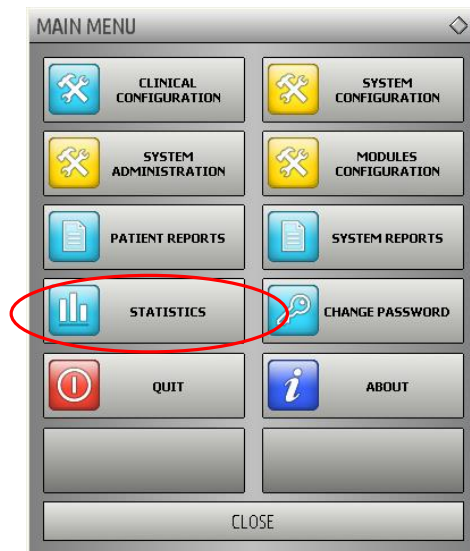 MAIN MENU
CLINICAL
CONFIGURATION
SYSTEM
CONFIGURATION
SYSTEM
ADMINISTRATION
MODULES
CONFIGURATION
PATIENT REPORTS
SYSTEM REPORTS
STATISTICS
CHANGE PASSWORD
QUIT
i
ABOUT
CLOSE